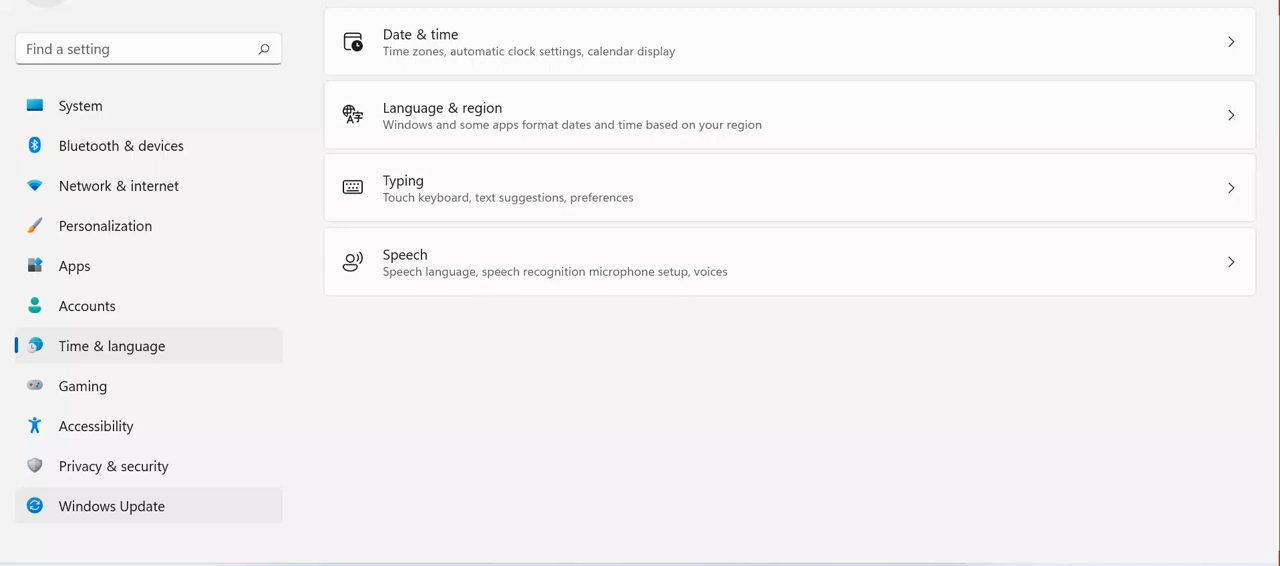 Find a setting
System
Bluetooth & devices
Network & internet
Personalization
Apps
Accounts
Time & language
Gaming
Accessibility
Privacy & security
Windows Update
Date & time
Time zones, automatic clock settings, calendar display
Language & region
Windows and some apps format dates and time based on your region
Typing
Touch keyboard, text suggestions, preferences
Speech
Speech language, speech recognition microphone setup, voices